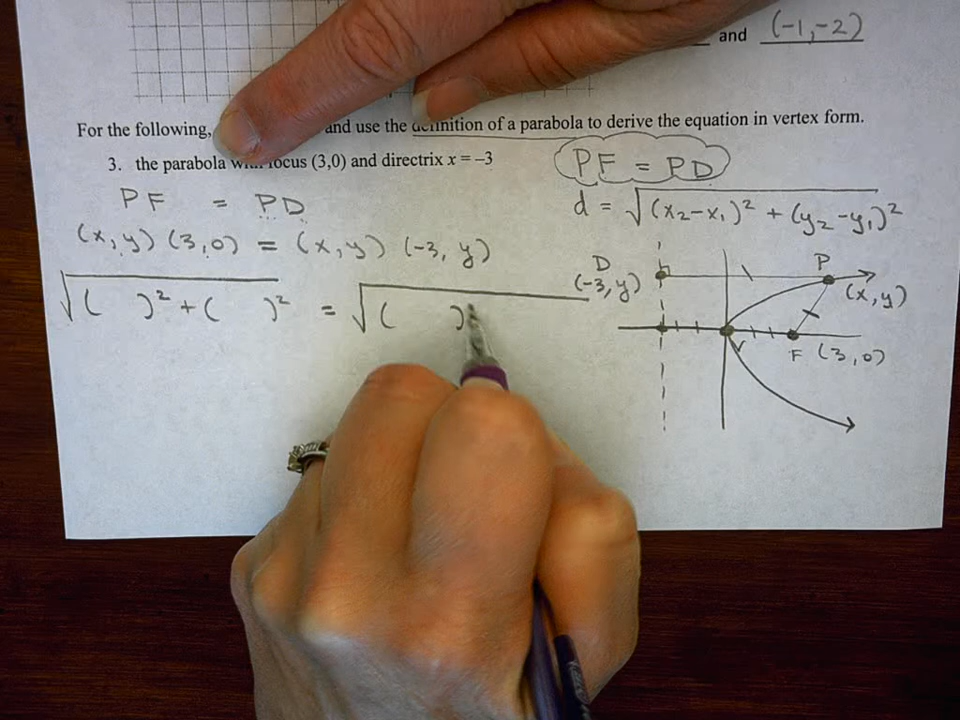 and (-1,-2)
For the following, and use the definition of a parabola to derive the equation in vertex form.
3. the parabola with focus (3,0) and directrix x = –3
PF = PD
PF = PD
d = √(x₂-x₁)² + (y₂-y₁)²
(x,y) (3,0) = (x,y) (-3, y)
√( )² + ( )² = √( )
D
(-3,y)
P
(x,y)
V
F (3,0)